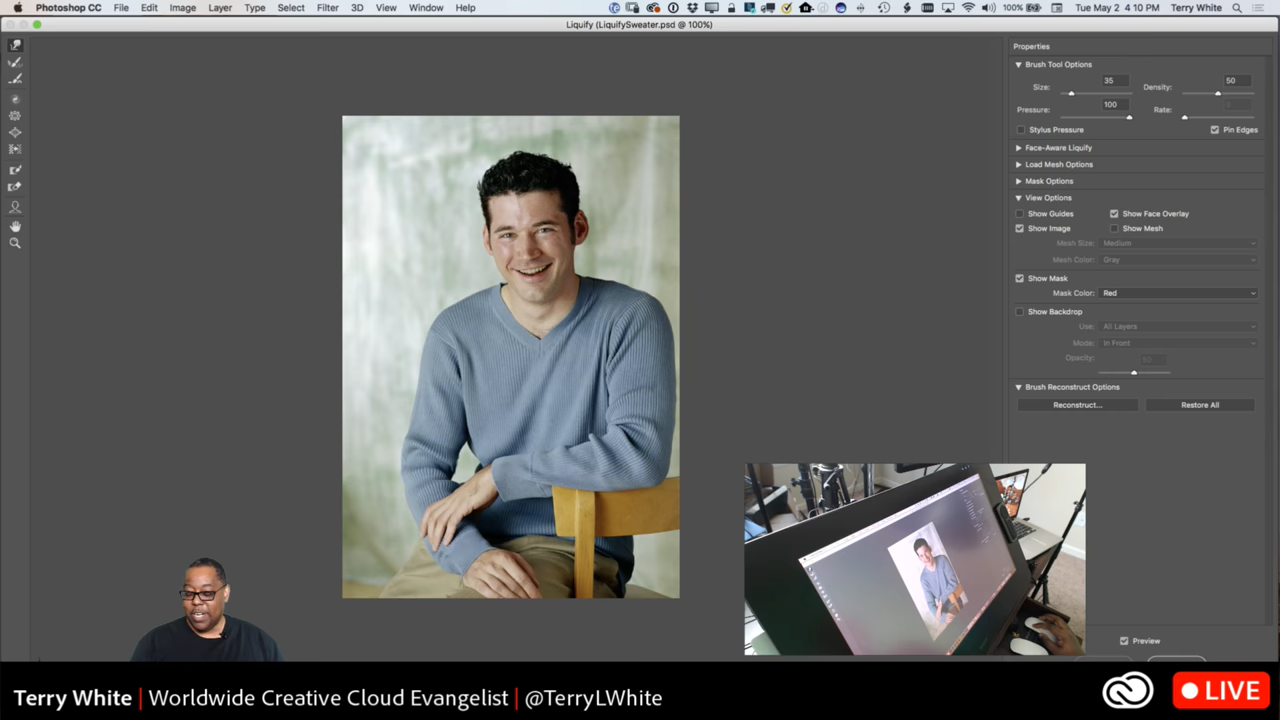 Photoshop CC File Edit Image Layer Type Select Filter 3D View Window Help 100% Tue May 2 4:10 PM Terry White
Liquify (LiquifySweater.psd @ 100%)
Properties
Brush Tool Options
Size: 35 Density: 50
Pressure: 100 Rate:
Stylus Pressure Pin Edges
Face-Aware Liquify
Load Mesh Options
Mask Options
View Options
Show Guides Show Face Overlay
Show Image Show Mesh
Mesh Size: Medium
Mesh Color: Gray
Show Mask
Mask Color: Red
Show Backdrop
Use: All Layers
Mode: In Front
Opacity: 50
Brush Reconstruct Options
Reconstruct... Restore All
Preview
Terry White | Worldwide Creative Cloud Evangelist | @TerryLWhite LIVE